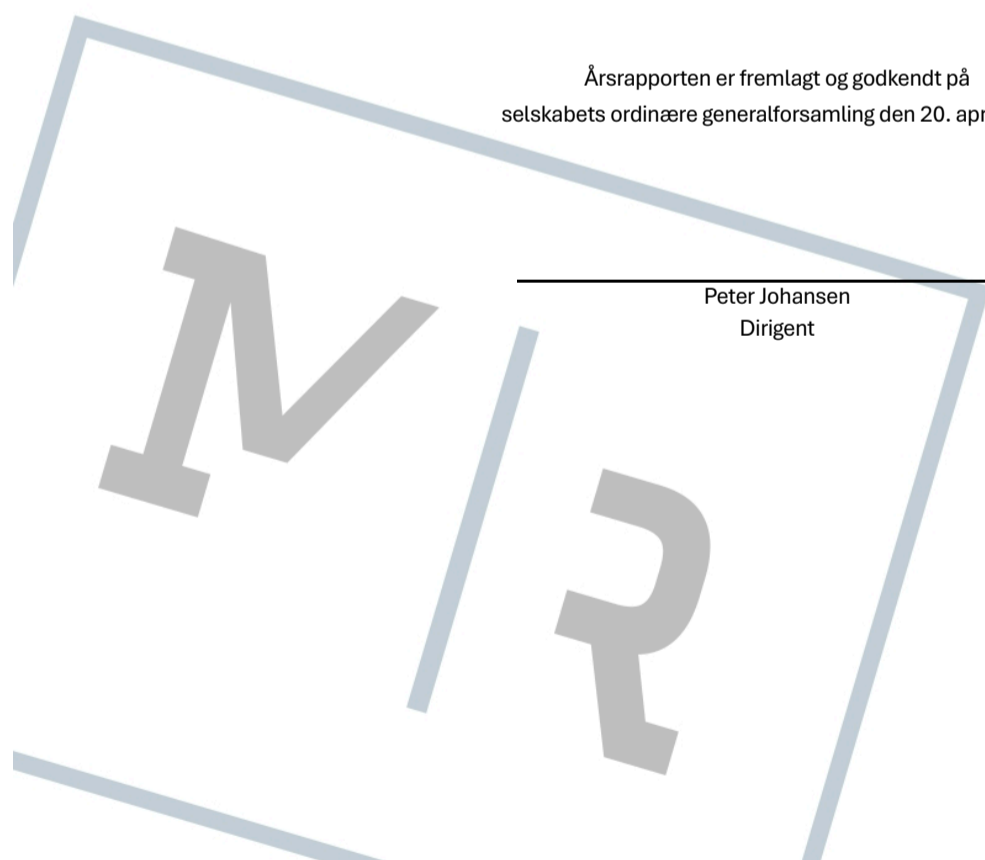 Årsrapporten er fremlagt og godkendt på
selskabets ordinære generalforsamling den 20.
Peter Johansen
Dirigent